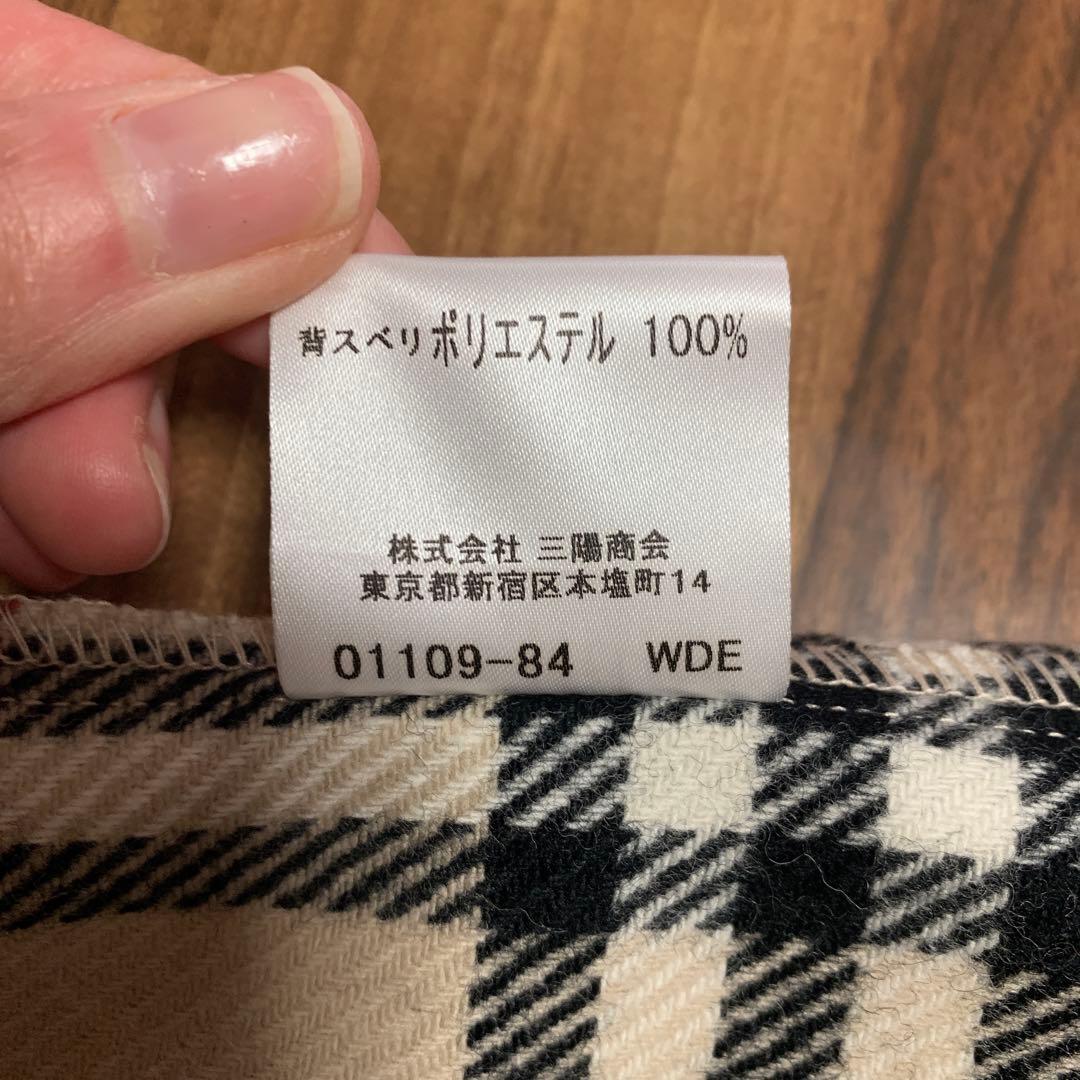 背スベリ ポリエステル 100%
株式会社 三陽商会
東京都新宿区本塩町14
01109-84 WDE